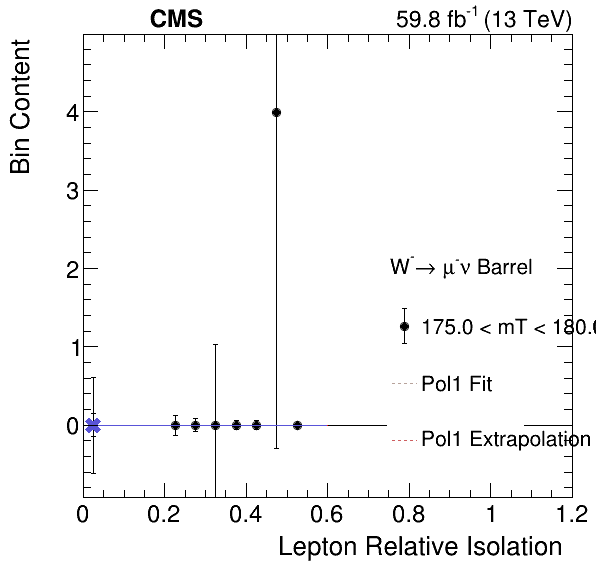 CMS
59.8 fb⁻¹ (13 TeV)
Bin Content
4
3
2
1
0
W⁻→ μ⁻ν Barrel
175.0 < mT < 180.0
Pol1 Fit
Pol1 Extrapolation
0 0.2 0.4 0.6 0.8 1 1.2
Lepton Relative Isolation